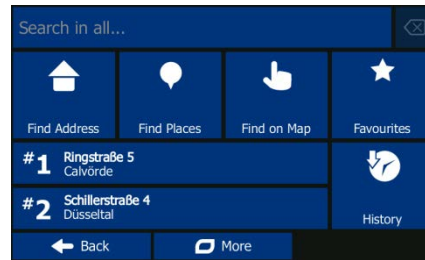 Search in all...
Find Address
Find Places
Find on Map
Favourites
#1 Ringstraße 5
Calvörde
#2 Schillerstraße 4
Düsseltal
History
Back
More